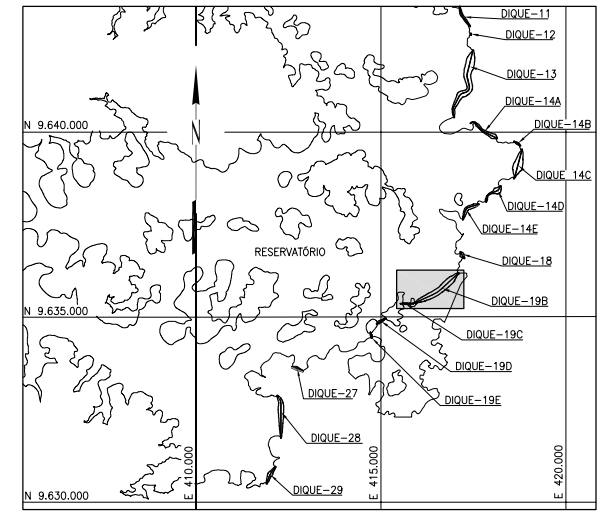 DIQUE-11
DIQUE-12
DIQUE-13
DIQUE-14A
N 9.640.000
DIQUE-14B
N
DIQUE 14C
DIQUE-14D
DIQUE-14E
RESERVATÓRIO
DIQUE-18
DIQUE-19B
N 9.635.000
DIQUE-19C
DIQUE-19D
DIQUE-27
DIQUE-19E
DIQUE-28
E 410.000
E 415.000
E 420.000
DIQUE-29
N 9.630.000